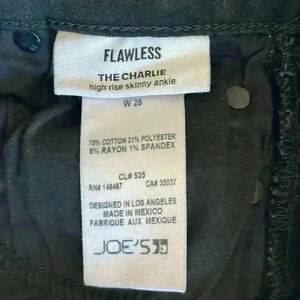 FLAWLESS
THE CHARLIE
high rise skinny ankle
W 28
70% COTTON 21% POLYESTER
8% RAYON 1% SPANDEX
CL# 525
RN# 149497 CA# 35037
DESIGNED IN LOS ANGELES
MADE IN MEXICO
FABRIQUE AUX MEXIQUE
JOE'S